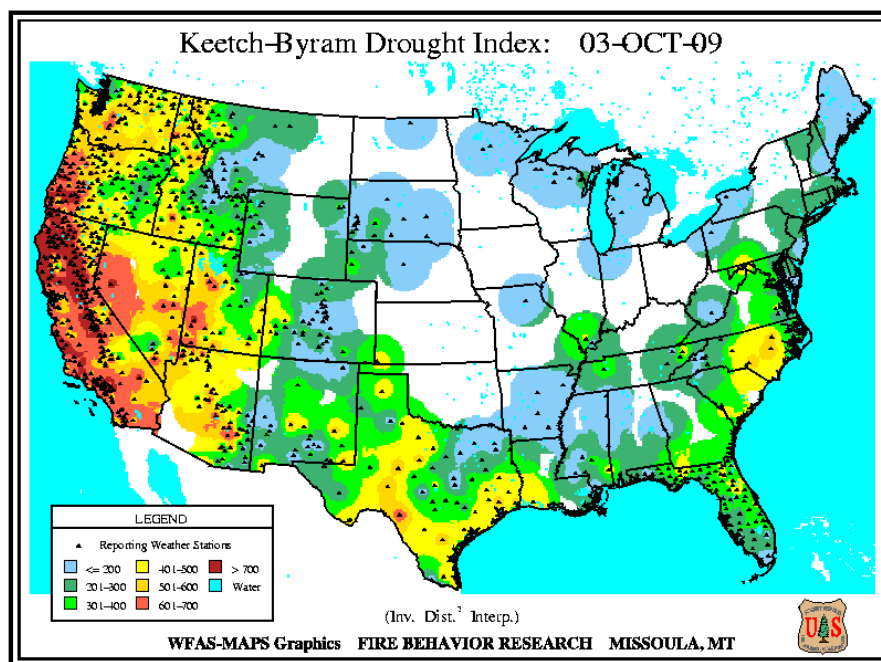 Keetch-Byram Drought Index: 03-OCT-09
LEGEND
Reporting Weather Stations
<= 200 401-500 > 700
201-300 501-600 Water
301-400 601-700
(Inv. Dist.² Interp.)
WFAS-MAPS Graphics FIRE BEHAVIOR RESEARCH MISSOULA, MT
U S